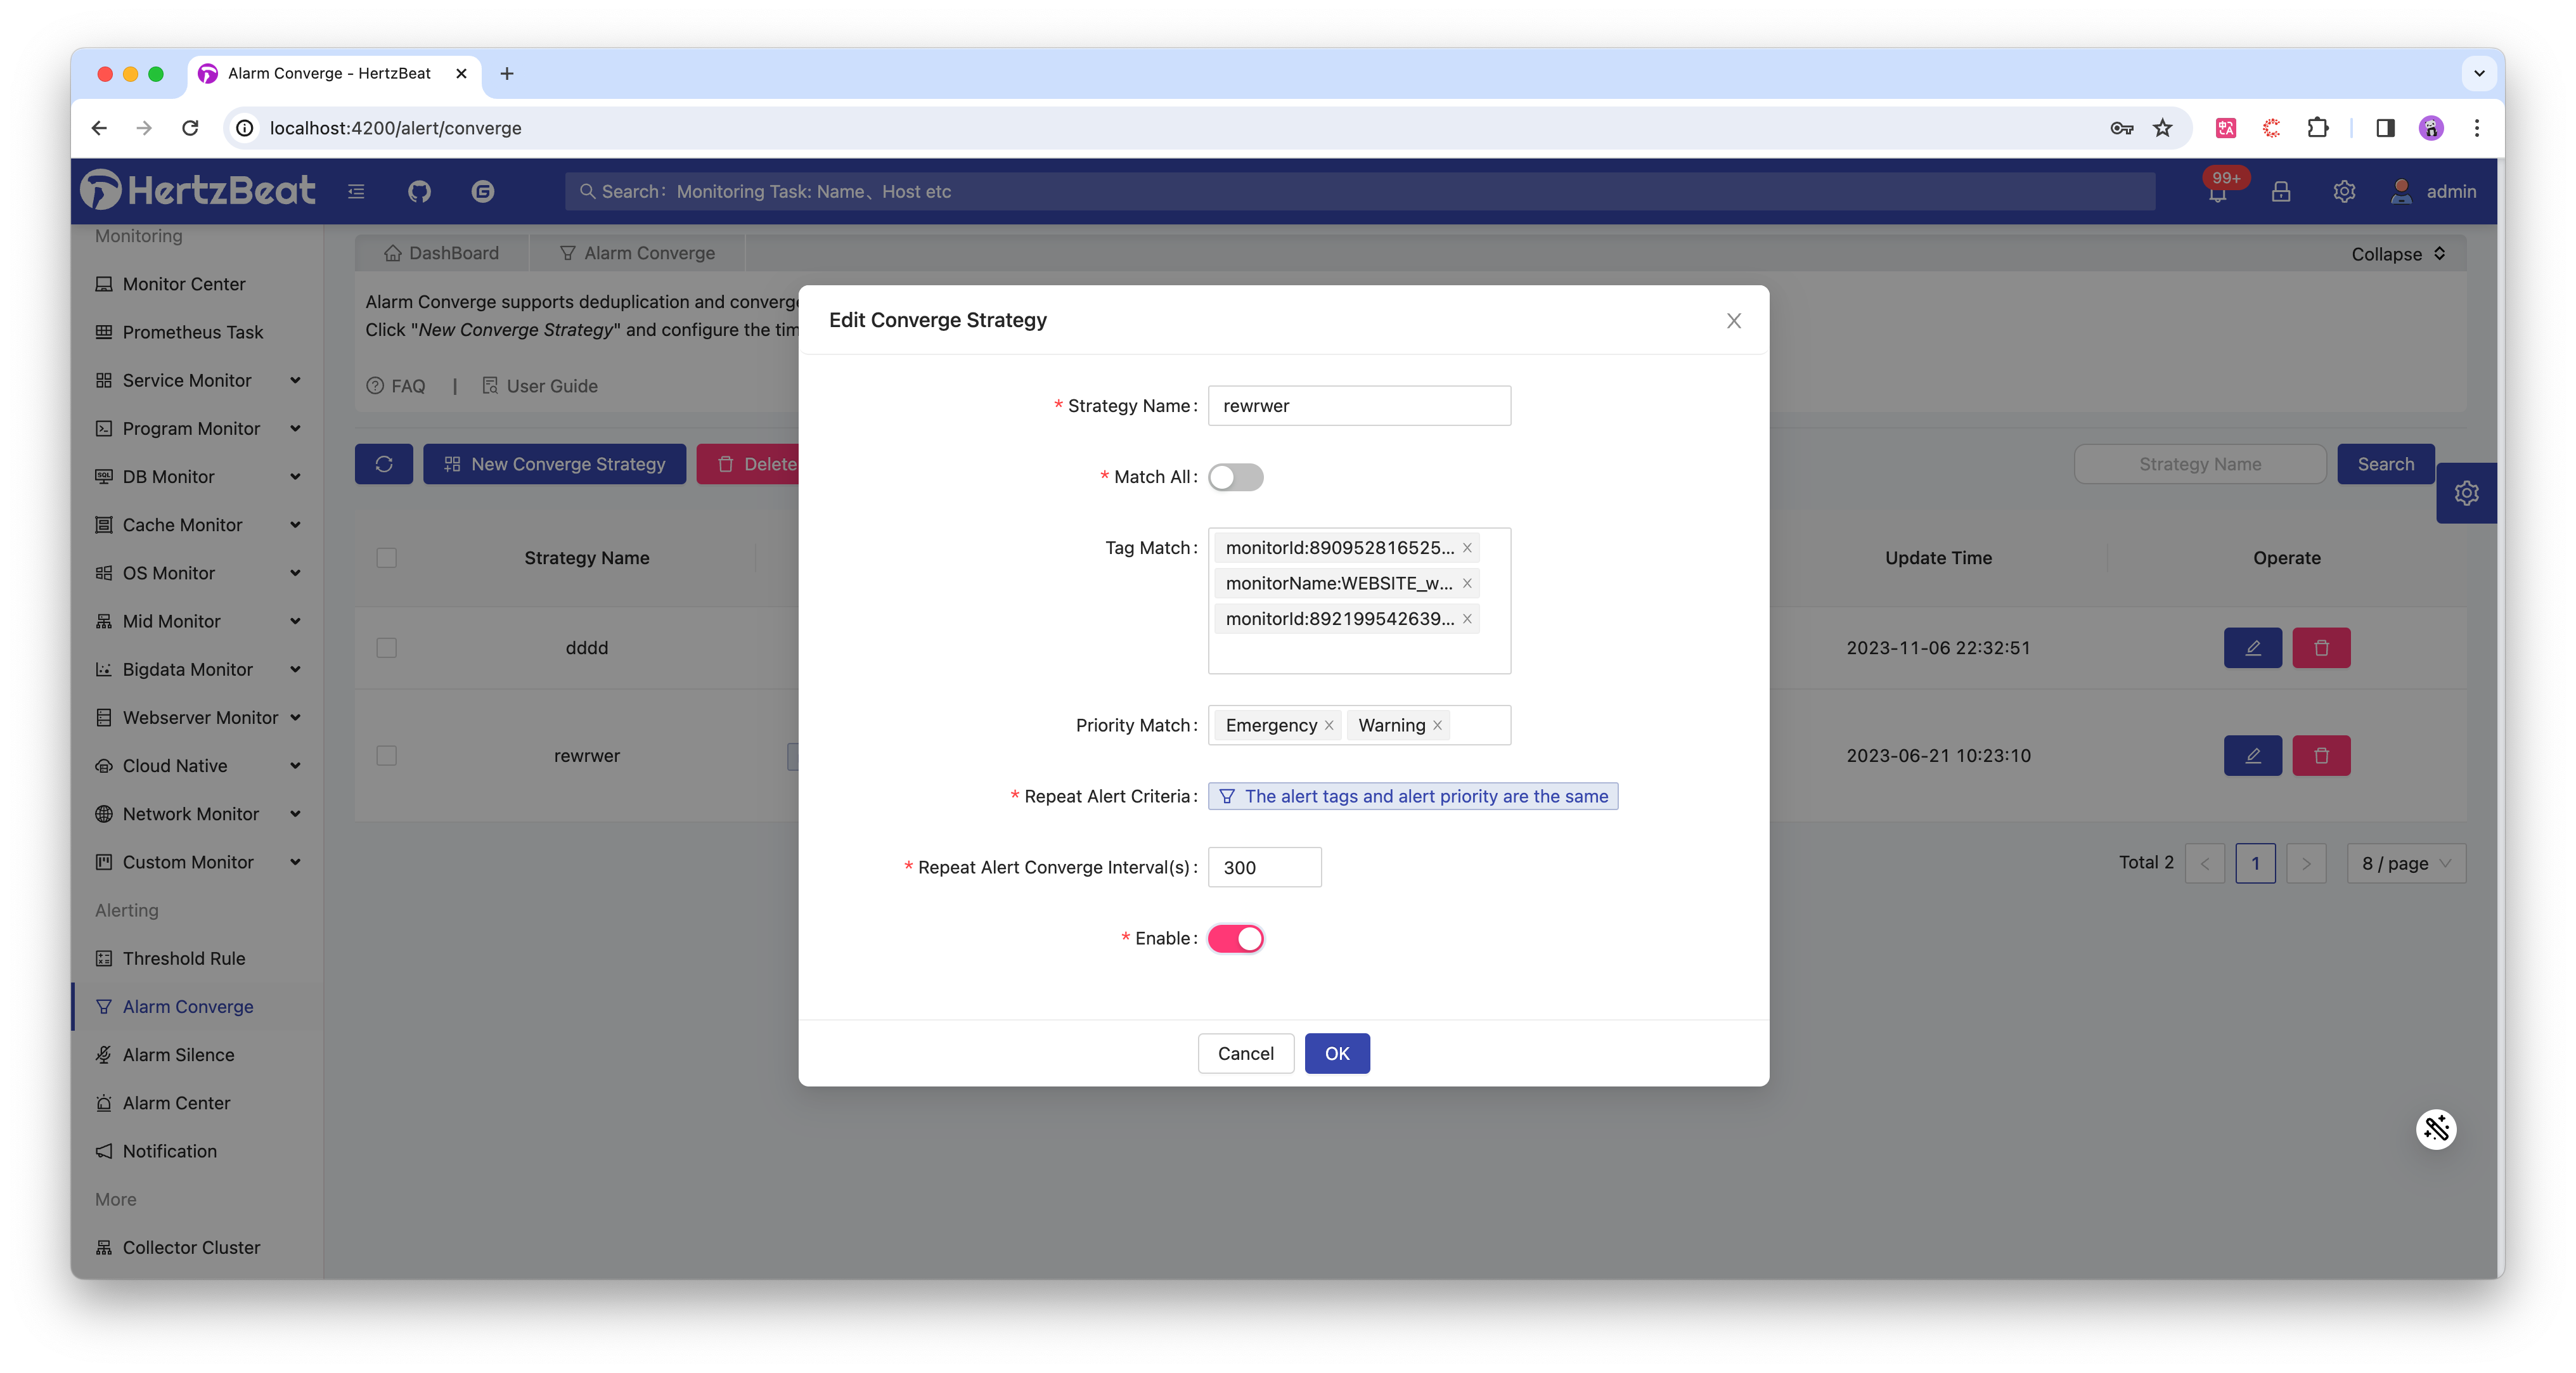 Alarm Converge - HertzBeat
localhost:4200/alert/converge
HertzBeat
Search: Monitoring Task: Name、Host etc
99+
admin
Monitoring
Monitor Center
Prometheus Task
Service Monitor
Program Monitor
DB Monitor
Cache Monitor
OS Monitor
Mid Monitor
Bigdata Monitor
Webserver Monitor
Cloud Native
Network Monitor
Custom Monitor
Alerting
Threshold Rule
Alarm Converge
Alarm Silence
Alarm Center
Notification
More
Collector Cluster
DashBoard
Alarm Converge
Collapse
Alarm Converge supports deduplication and converge
Click "New Converge Strategy" and configure the tim
FAQ | User Guide
New Converge Strategy
Delete
Strategy Name
Search
Strategy Name
Update Time
Operate
dddd
2023-11-06 22:32:51
rewrwer
2023-06-21 10:23:10
Total 2
1
8 / page
Edit Converge Strategy
* Strategy Name: rewrwer
* Match All:
Tag Match: monitorId:890952816525...
monitorName:WEBSITE_w...
monitorId:892199542639...
Priority Match: Emergency Warning
* Repeat Alert Criteria: The alert tags and alert priority are the same
* Repeat Alert Converge Interval(s): 300
* Enable:
Cancel
OK